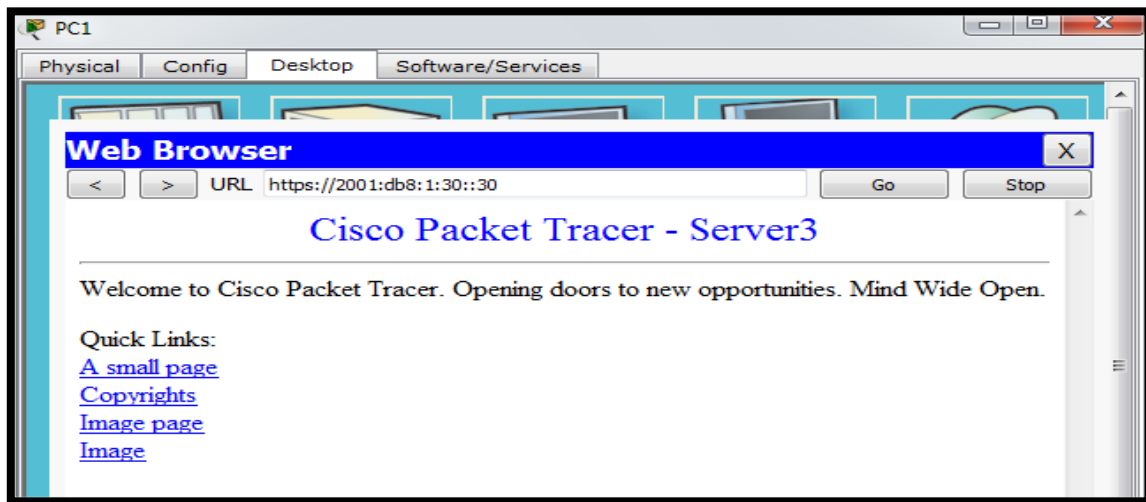 PC1
Physical Config Desktop Software/Services
Web Browser X
< > URL https://2001:db8:1:30::30 Go Stop
Cisco Packet Tracer - Server3
Welcome to Cisco Packet Tracer. Opening doors to new opportunities. Mind Wide Open.
Quick Links:
A small page
Copyrights
Image page
Image